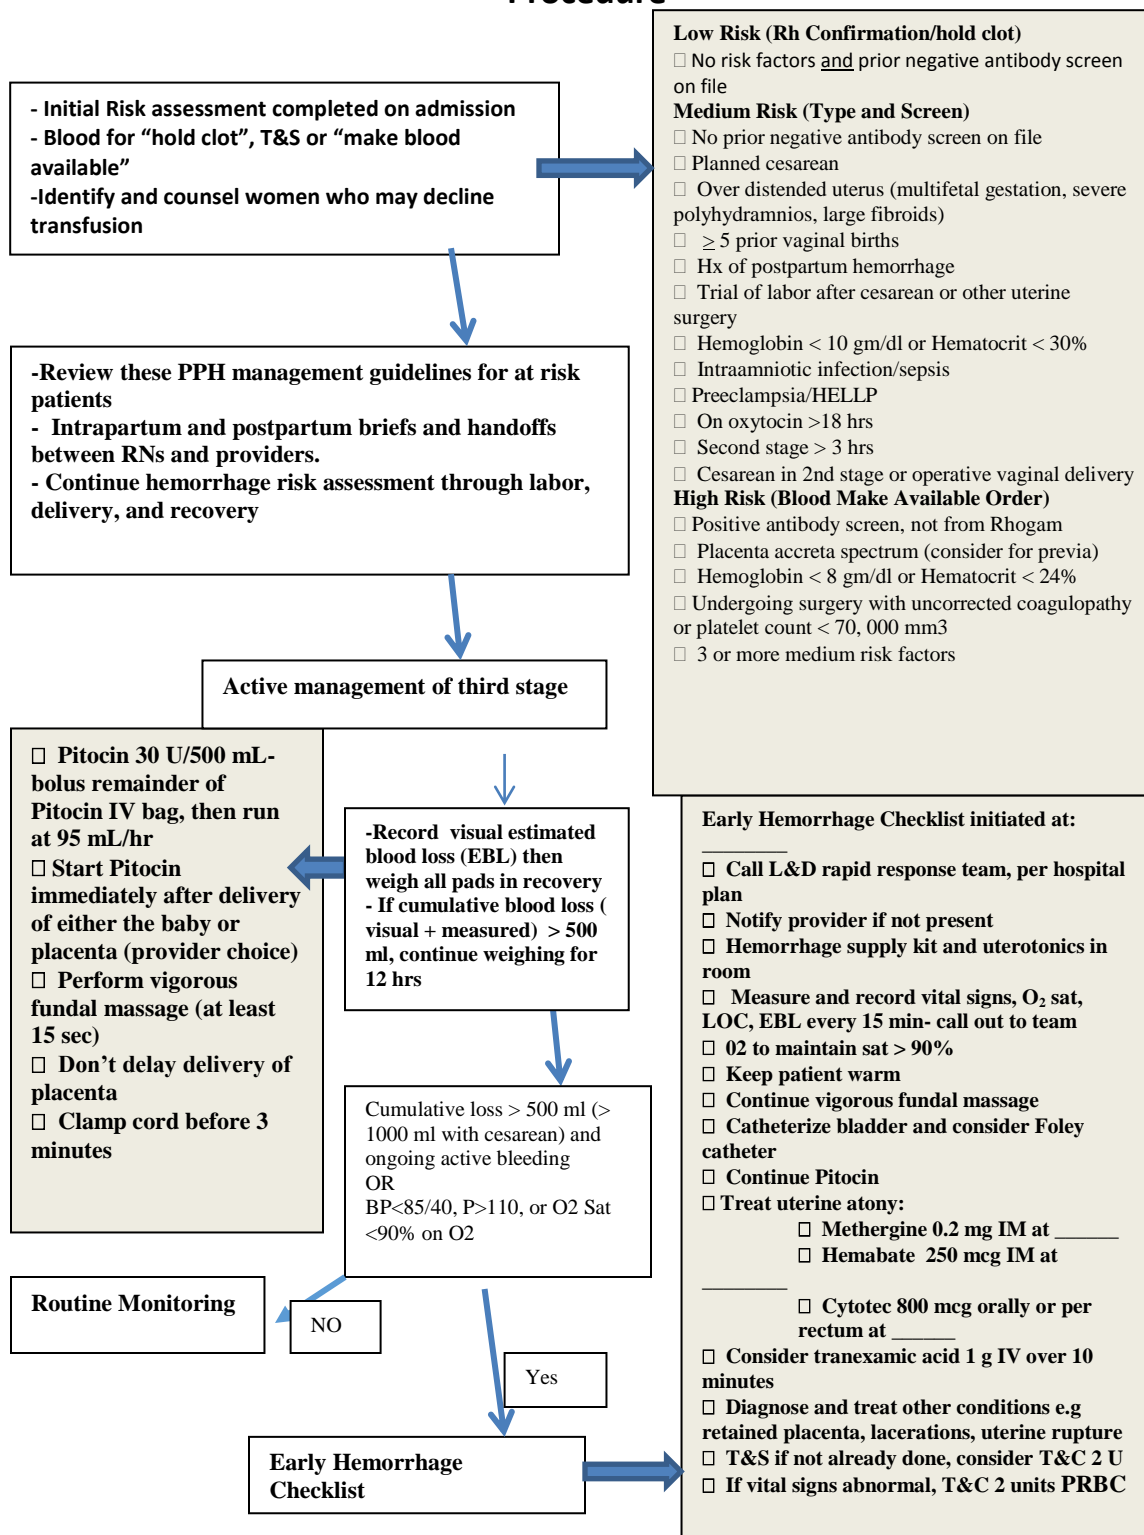 Procedure
- Initial Risk assessment completed on admission
- Blood for “hold clot”, T&S or “make blood
available”
-Identify and counsel women who may decline
transfusion
Low Risk (Rh Confirmation/hold clot)
□ No risk factors and prior negative antibody screen
on file
Medium Risk (Type and Screen)
□ No prior negative antibody screen on file
□ Planned cesarean
□ Over distended uterus (multifetal gestation, severe
polyhydramnios, large fibroids)
□ ≥ 5 prior vaginal births
□ Hx of postpartum hemorrhage
□ Trial of labor after cesarean or other uterine
surgery
□ Hemoglobin < 10 gm/dl or Hematocrit < 30%
□ Intraamniotic infection/sepsis
□ Preeclampsia/HELLP
□ On oxytocin >18 hrs
□ Second stage > 3 hrs
□ Cesarean in 2nd stage or operative vaginal delivery
High Risk (Blood Make Available Order)
□ Positive antibody screen, not from Rhogam
□ Placenta accreta spectrum (consider for previa)
□ Hemoglobin < 8 gm/dl or Hematocrit < 24%
□ Undergoing surgery with uncorrected coagulopathy
or platelet count < 70, 000 mm3
□ 3 or more medium risk factors
-Review these PPH management guidelines for at risk
patients
- Intrapartum and postpartum briefs and handoffs
between RNs and providers.
- Continue hemorrhage risk assessment through labor,
delivery, and recovery
Active management of third stage
□ Pitocin 30 U/500 mL-
bolus remainder of
Pitocin IV bag, then run
at 95 mL/hr
□ Start Pitocin
immediately after delivery
of either the baby or
placenta (provider choice)
□ Perform vigorous
fundal massage (at least
15 sec)
□ Don’t delay delivery of
placenta
□ Clamp cord before 3
minutes
-Record visual estimated
blood loss (EBL) then
weigh all pads in recovery
- If cumulative blood loss (
visual + measured) > 500
ml, continue weighing for
12 hrs
Cumulative loss > 500 ml (>
1000 ml with cesarean) and
ongoing active bleeding
OR
BP<85/40, P>110, or O2 Sat
<90% on O2
Routine Monitoring
NO
Yes
Early Hemorrhage
Checklist
Early Hemorrhage Checklist initiated at:
________
□ Call L&D rapid response team, per hospital
plan
□ Notify provider if not present
□ Hemorrhage supply kit and uterotonics in
room
□ Measure and record vital signs, O₂ sat,
LOC, EBL every 15 min- call out to team
□ 02 to maintain sat > 90%
□ Keep patient warm
□ Continue vigorous fundal massage
□ Catheterize bladder and consider Foley
catheter
□ Continue Pitocin
□ Treat uterine atony:
□ Methergine 0.2 mg IM at ______
□ Hemabate 250 mcg IM at
________
□ Cytotec 800 mcg orally or per
rectum at ______
□ Consider tranexamic acid 1 g IV over 10
minutes
□ Diagnose and treat other conditions e.g
retained placenta, lacerations, uterine rupture
□ T&S if not already done, consider T&C 2 U
□ If vital signs abnormal, T&C 2 units PRBC